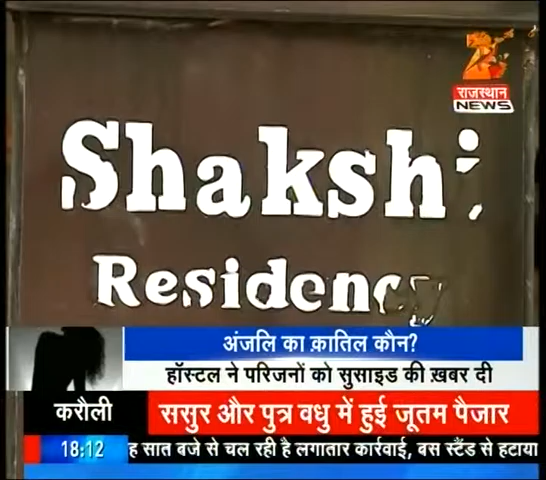 राजस्थान
NEWS
Shakshi
Residency
अंजलि का क़ातिल कौन?
हॉस्टल ने परिजनों को सुसाइड की ख़बर दी
करौली
ससुर और पुत्र वधु में हुई जूतम पैजार
18:12
ह सात बजे से चल रही है लगातार कार्रवाई, बस स्टैंड से हटाया